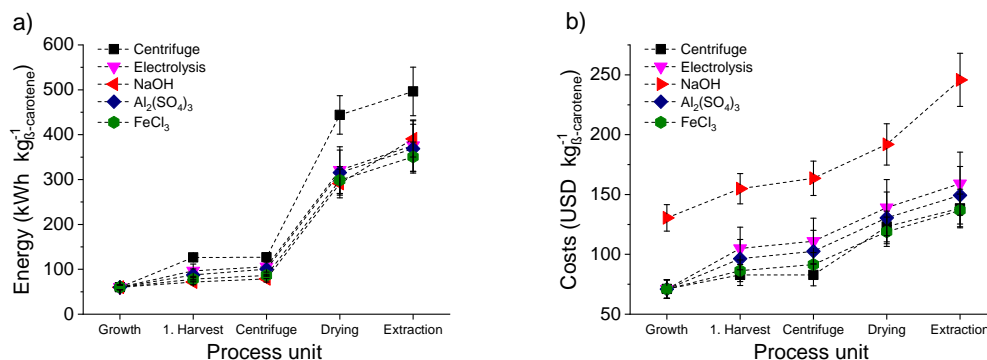 a)
Energy (kWh kg⁻¹ß-carotene)
600
500
400
300
200
100
0
Centrifuge
Electrolysis
NaOH
Al₂(SO₄)₃
FeCl₃
Growth 1. Harvest Centrifuge Drying Extraction
Process unit
b)
Costs (USD kg⁻¹ß-carotene)
250
200
150
100
50
Centrifuge
Electrolysis
NaOH
Al₂(SO₄)₃
FeCl₃
Growth 1. Harvest Centrifuge Drying Extraction
Process unit